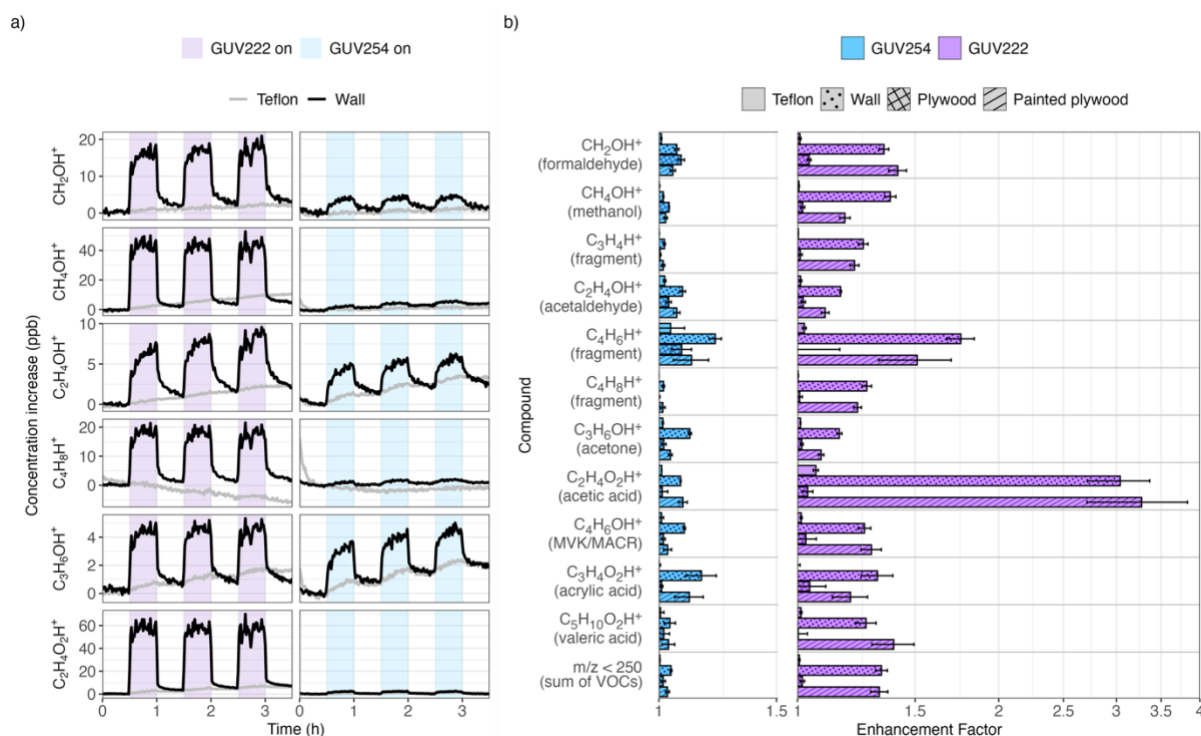 a)
GUV222 on
GUV254 on
Teflon
Wall
Concentration increase (ppb)
CH₂OH⁺
20
10
0
CH₄OH⁺
40
20
0
C₂H₄OH⁺
10
5
0
C₄H₈H⁺
20
10
0
C₃H₆OH⁺
4
2
0
C₂H₄O₂H⁺
60
40
20
0
0
1
2
3
0
1
2
3
Time (h)
b)
GUV254
GUV222
Teflon
Wall
Plywood
Painted plywood
Compound
CH₂OH⁺
(formaldehyde)
CH₄OH⁺
(methanol)
C₃H₄H⁺
(fragment)
C₂H₄OH⁺
(acetaldehyde)
C₄H₆H⁺
(fragment)
C₄H₈H⁺
(fragment)
C₃H₆OH⁺
(acetone)
C₂H₄O₂H⁺
(acetic acid)
C₄H₆OH⁺
(MVK/MACR)
C₃H₄O₂H⁺
(acrylic acid)
C₅H₁₀O₂H⁺
(valeric acid)
m/z < 250
(sum of VOCs)
1
1.5
1
1.5
2
2.5
3
3.5
4
Enhancement Factor